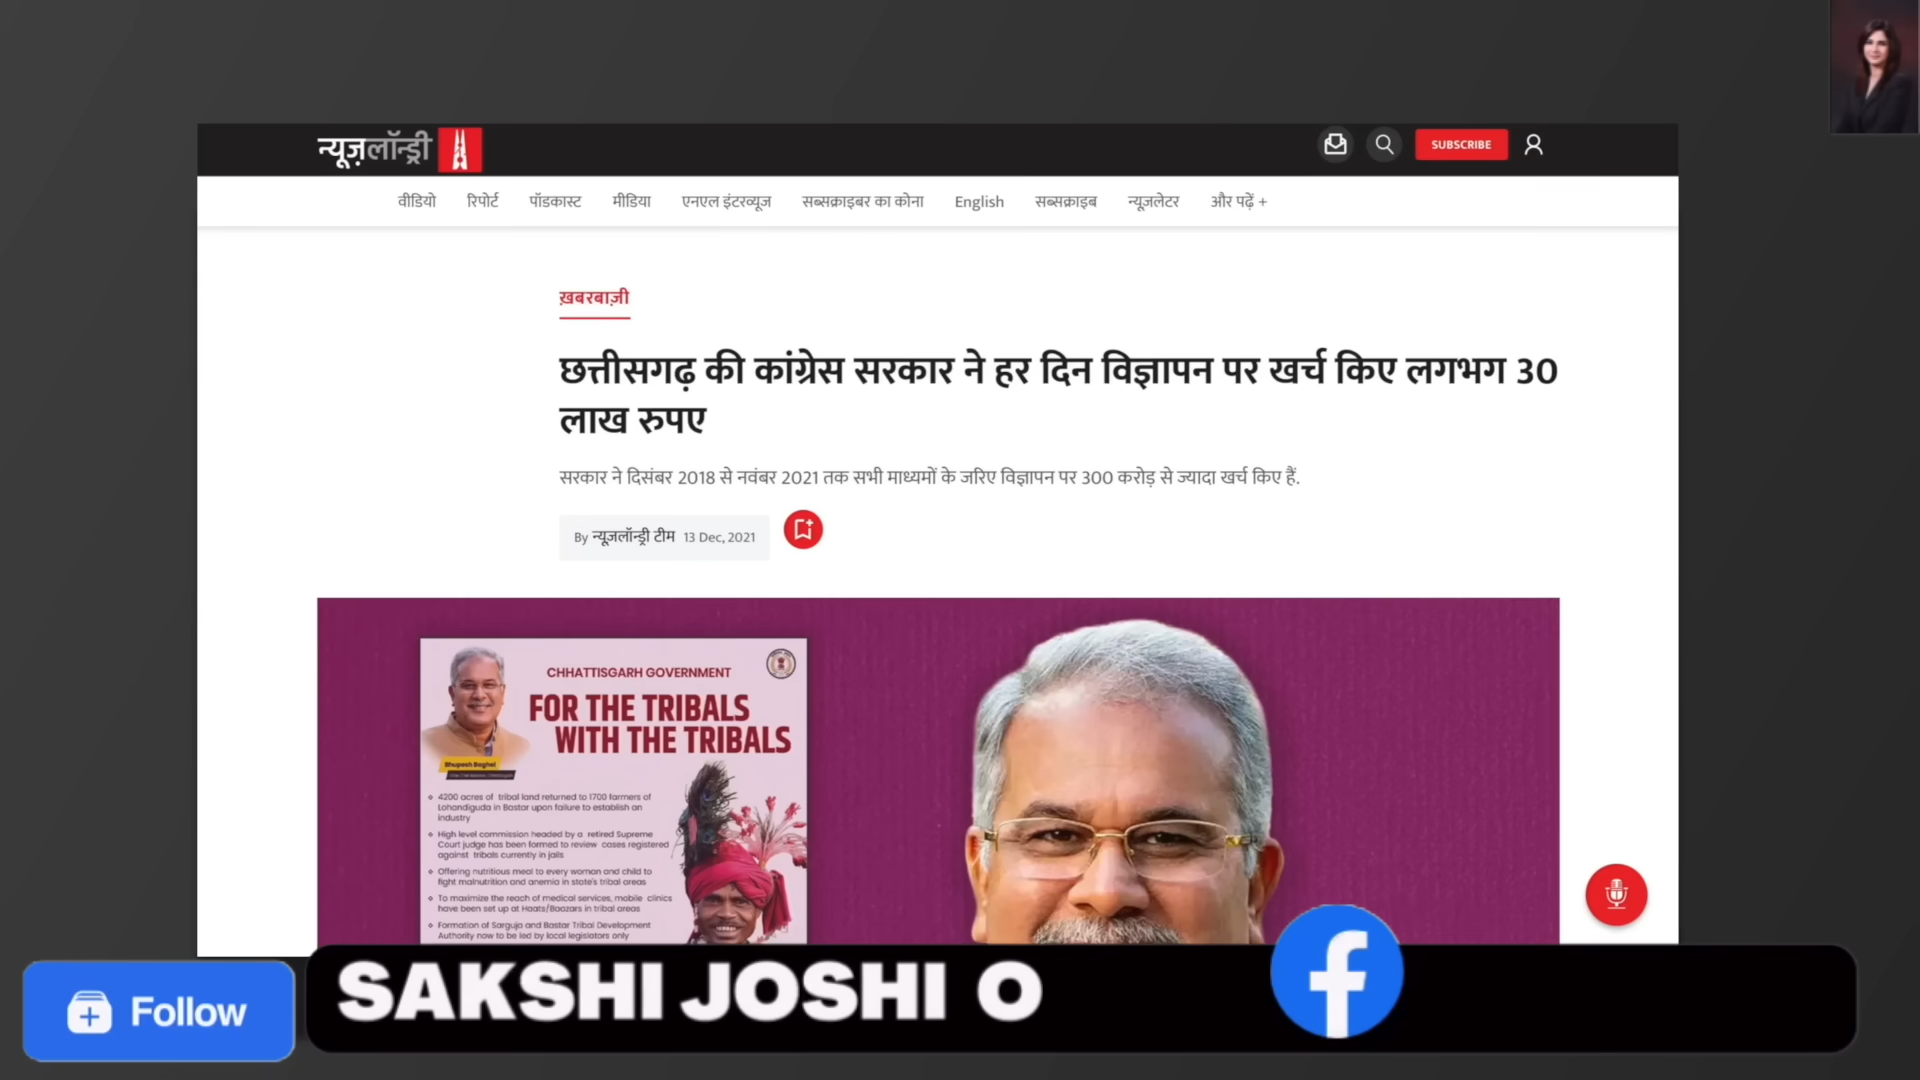 न्यूज़लॉन्ड्री
SUBSCRIBE
वीडियो रिपोर्ट पॉडकास्ट मीडिया एनएल इंटरव्यूज सब्सक्राइबर का कोना English सब्सक्राइब न्यूज़लेटर और पढ़ें +
ख़बरबाज़ी
छत्तीसगढ़ की कांग्रेस सरकार ने हर दिन विज्ञापन पर खर्च किए लगभग 30
लाख रुपए
सरकार ने दिसंबर 2018 से नवंबर 2021 तक सभी माध्यमों के जरिए विज्ञापन पर 300 करोड़ से ज्यादा खर्च किए हैं.
By न्यूज़लॉन्ड्री टीम 13 Dec, 2021
CHHATTISGARH GOVERNMENT
FOR THE TRIBALS
WITH THE TRIBALS
Bhupesh Baghel
4200 acres of tribal land returned to 1700 farmers of
Lohandiguda in Bastar upon failure to establish an
industry
High level commission headed by a retired Supreme
Court judge has been formed to review cases registered
against tribals currently in jails
Offering nutritious meal to every woman and child to
fight malnutrition and anemia in state's tribal areas
To maximize the reach of medical services, mobile clinics
have been set up at Haats/Baazars in tribal areas
Formation of Sarguja and Bastar Tribal Development
Authority now to be led by local legislators only
Follow
SAKSHI JOSHI O